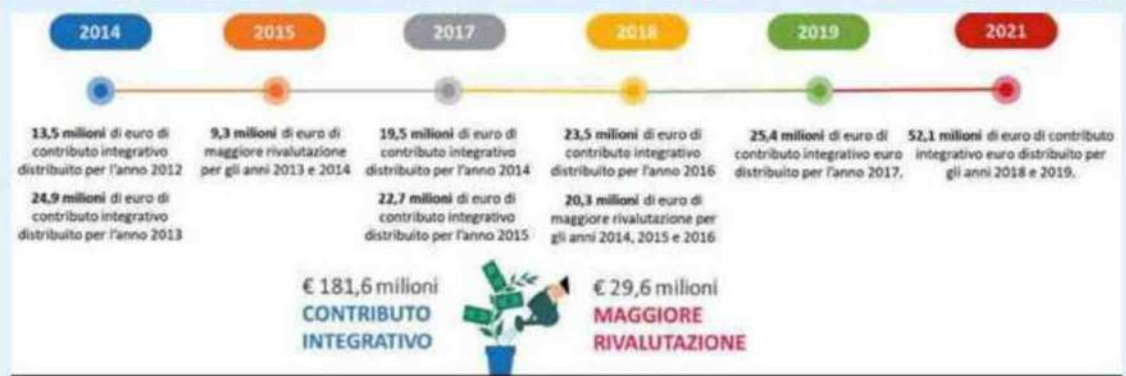 2014
2015
2017
2018
2019
2021
13,5 milioni di euro di
contributo integrativo
distribuito per l'anno 2012
24,9 milioni di euro di
contributo integrativo
distribuito per l'anno 2013
9,3 milioni di euro di
maggiore rivalutazione
per gli anni 2013 e 2014
19,5 milioni di euro di
contributo integrativo
distribuito per l'anno 2014
22,7 milioni di euro di
contributo integrativo
distribuito per l'anno 2015
23,5 milioni di euro di
contributo integrativo
distribuito per l'anno 2016
20,3 milioni di euro di
maggiore rivalutazione per
gli anni 2014, 2015 e 2016
25,4 milioni di euro di
contributo integrativo euro
distribuito per l'anno 2017.
52,1 milioni di euro di contributo
integrativo euro distribuito per
gli anni 2018 e 2019.
€ 181,6 milioni
CONTRIBUTO
INTEGRATIVO
€ 29,6 milioni
MAGGIORE
RIVALUTAZIONE